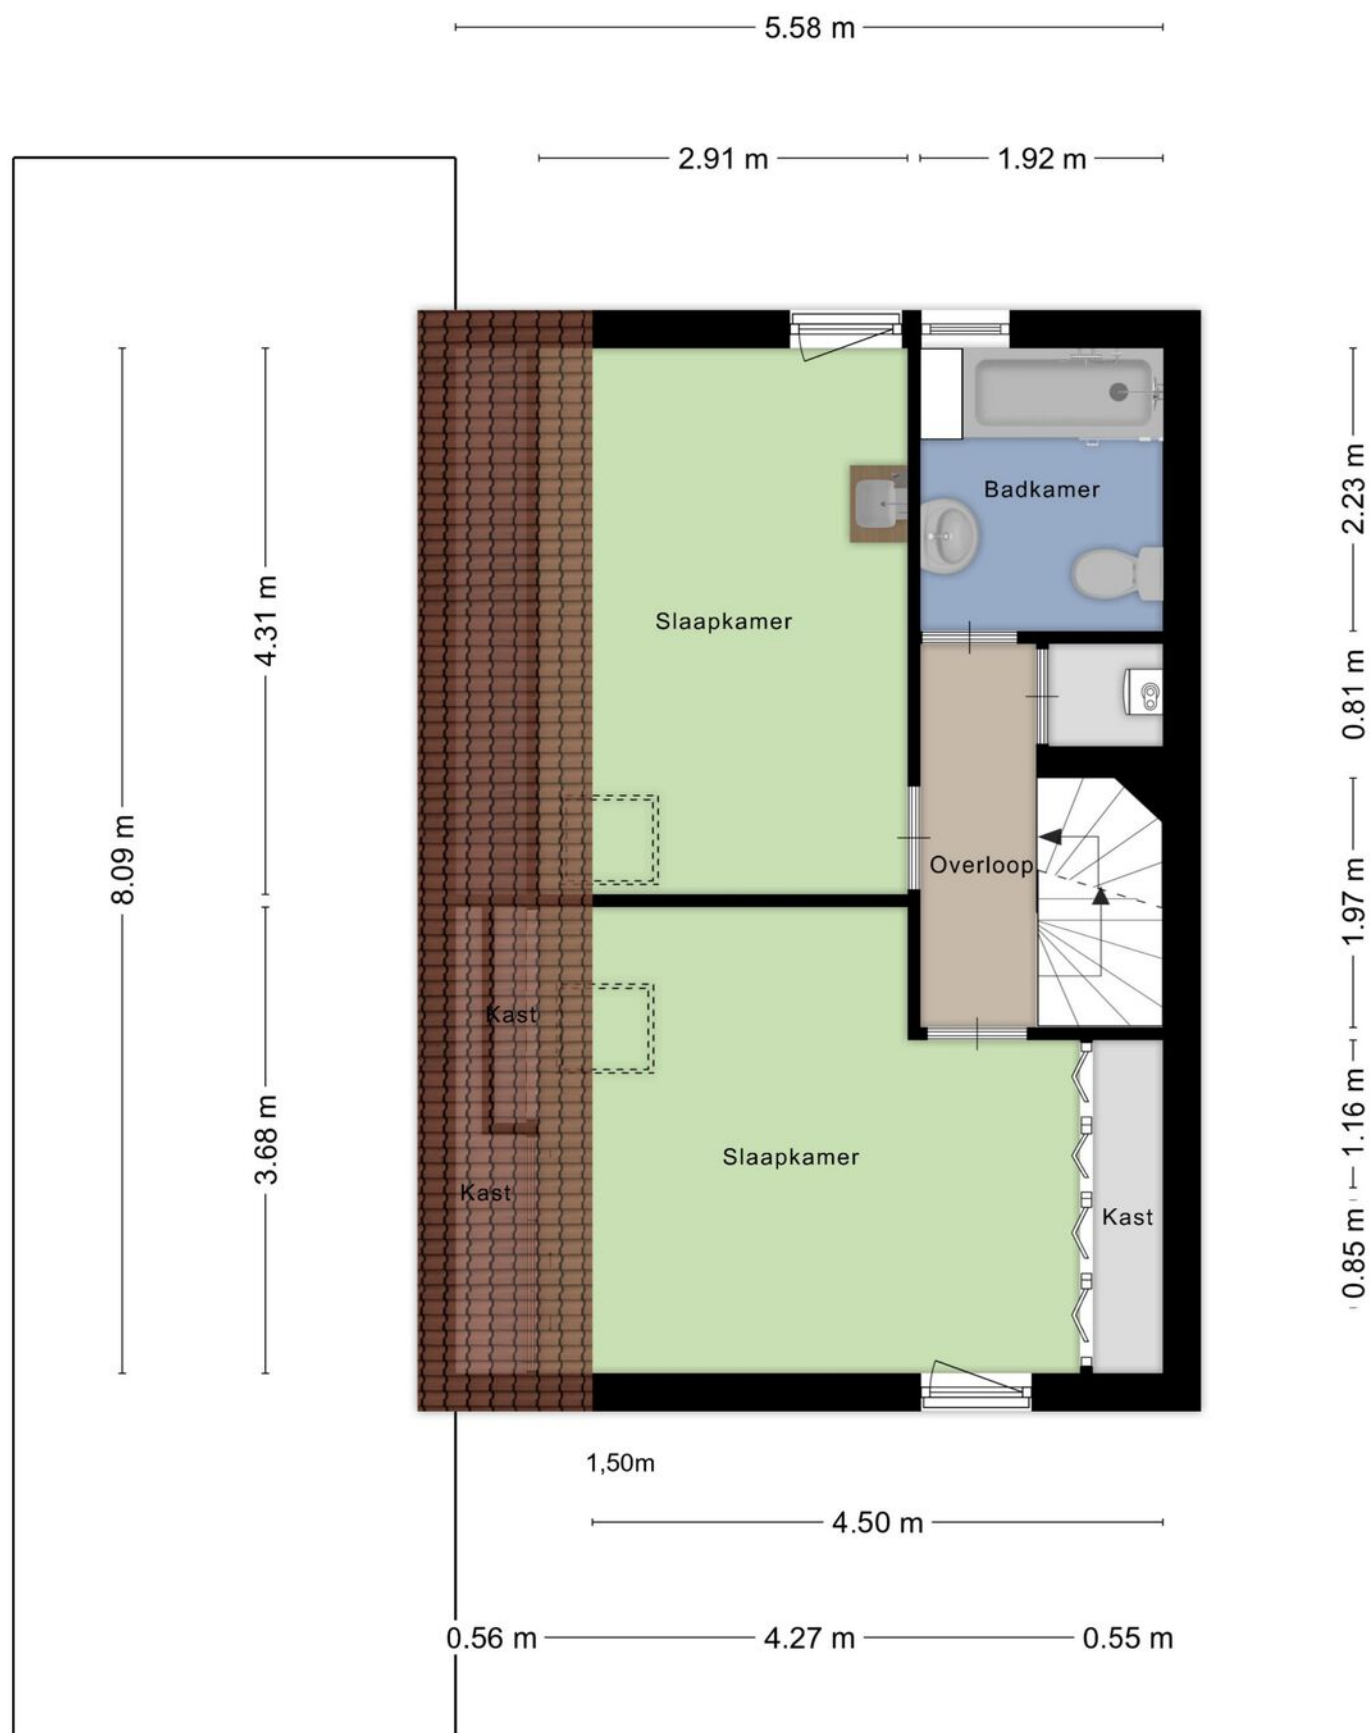 5.58 m
2.91 m
1.92 m
Badkamer
2.23 m
4.31 m
Slaapkamer
0.81 m
8.09 m
Overloop
1.97 m
Kast
3.68 m
1.16 m
Slaapkamer
Kast
Kast
0.85 m
1,50m
4.50 m
0.56 m
4.27 m
0.55 m